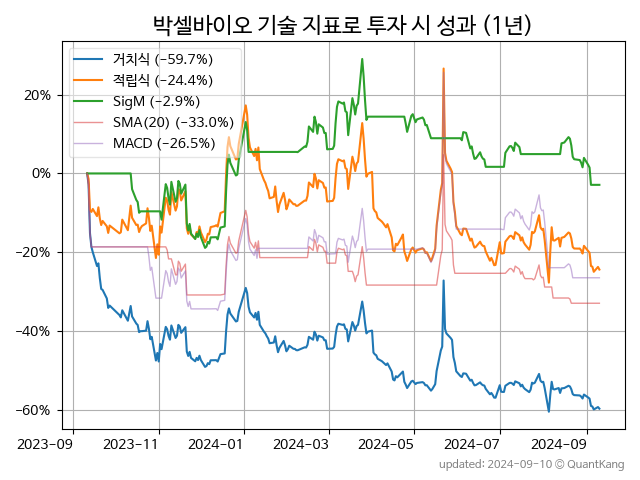 박셀바이오 기술 지표로 투자 시 성과 (1년)
거치식 (−59.7%)
적립식 (−24.4%)
SigM (−2.9%)
SMA(20) (−33.0%)
MACD (−26.5%)
20%
0%
−20%
−40%
−60%
2023-09 2023-11 2024-01 2024-03 2024-05 2024-07 2024-09
updated: 2024-09-10 © QuantKang